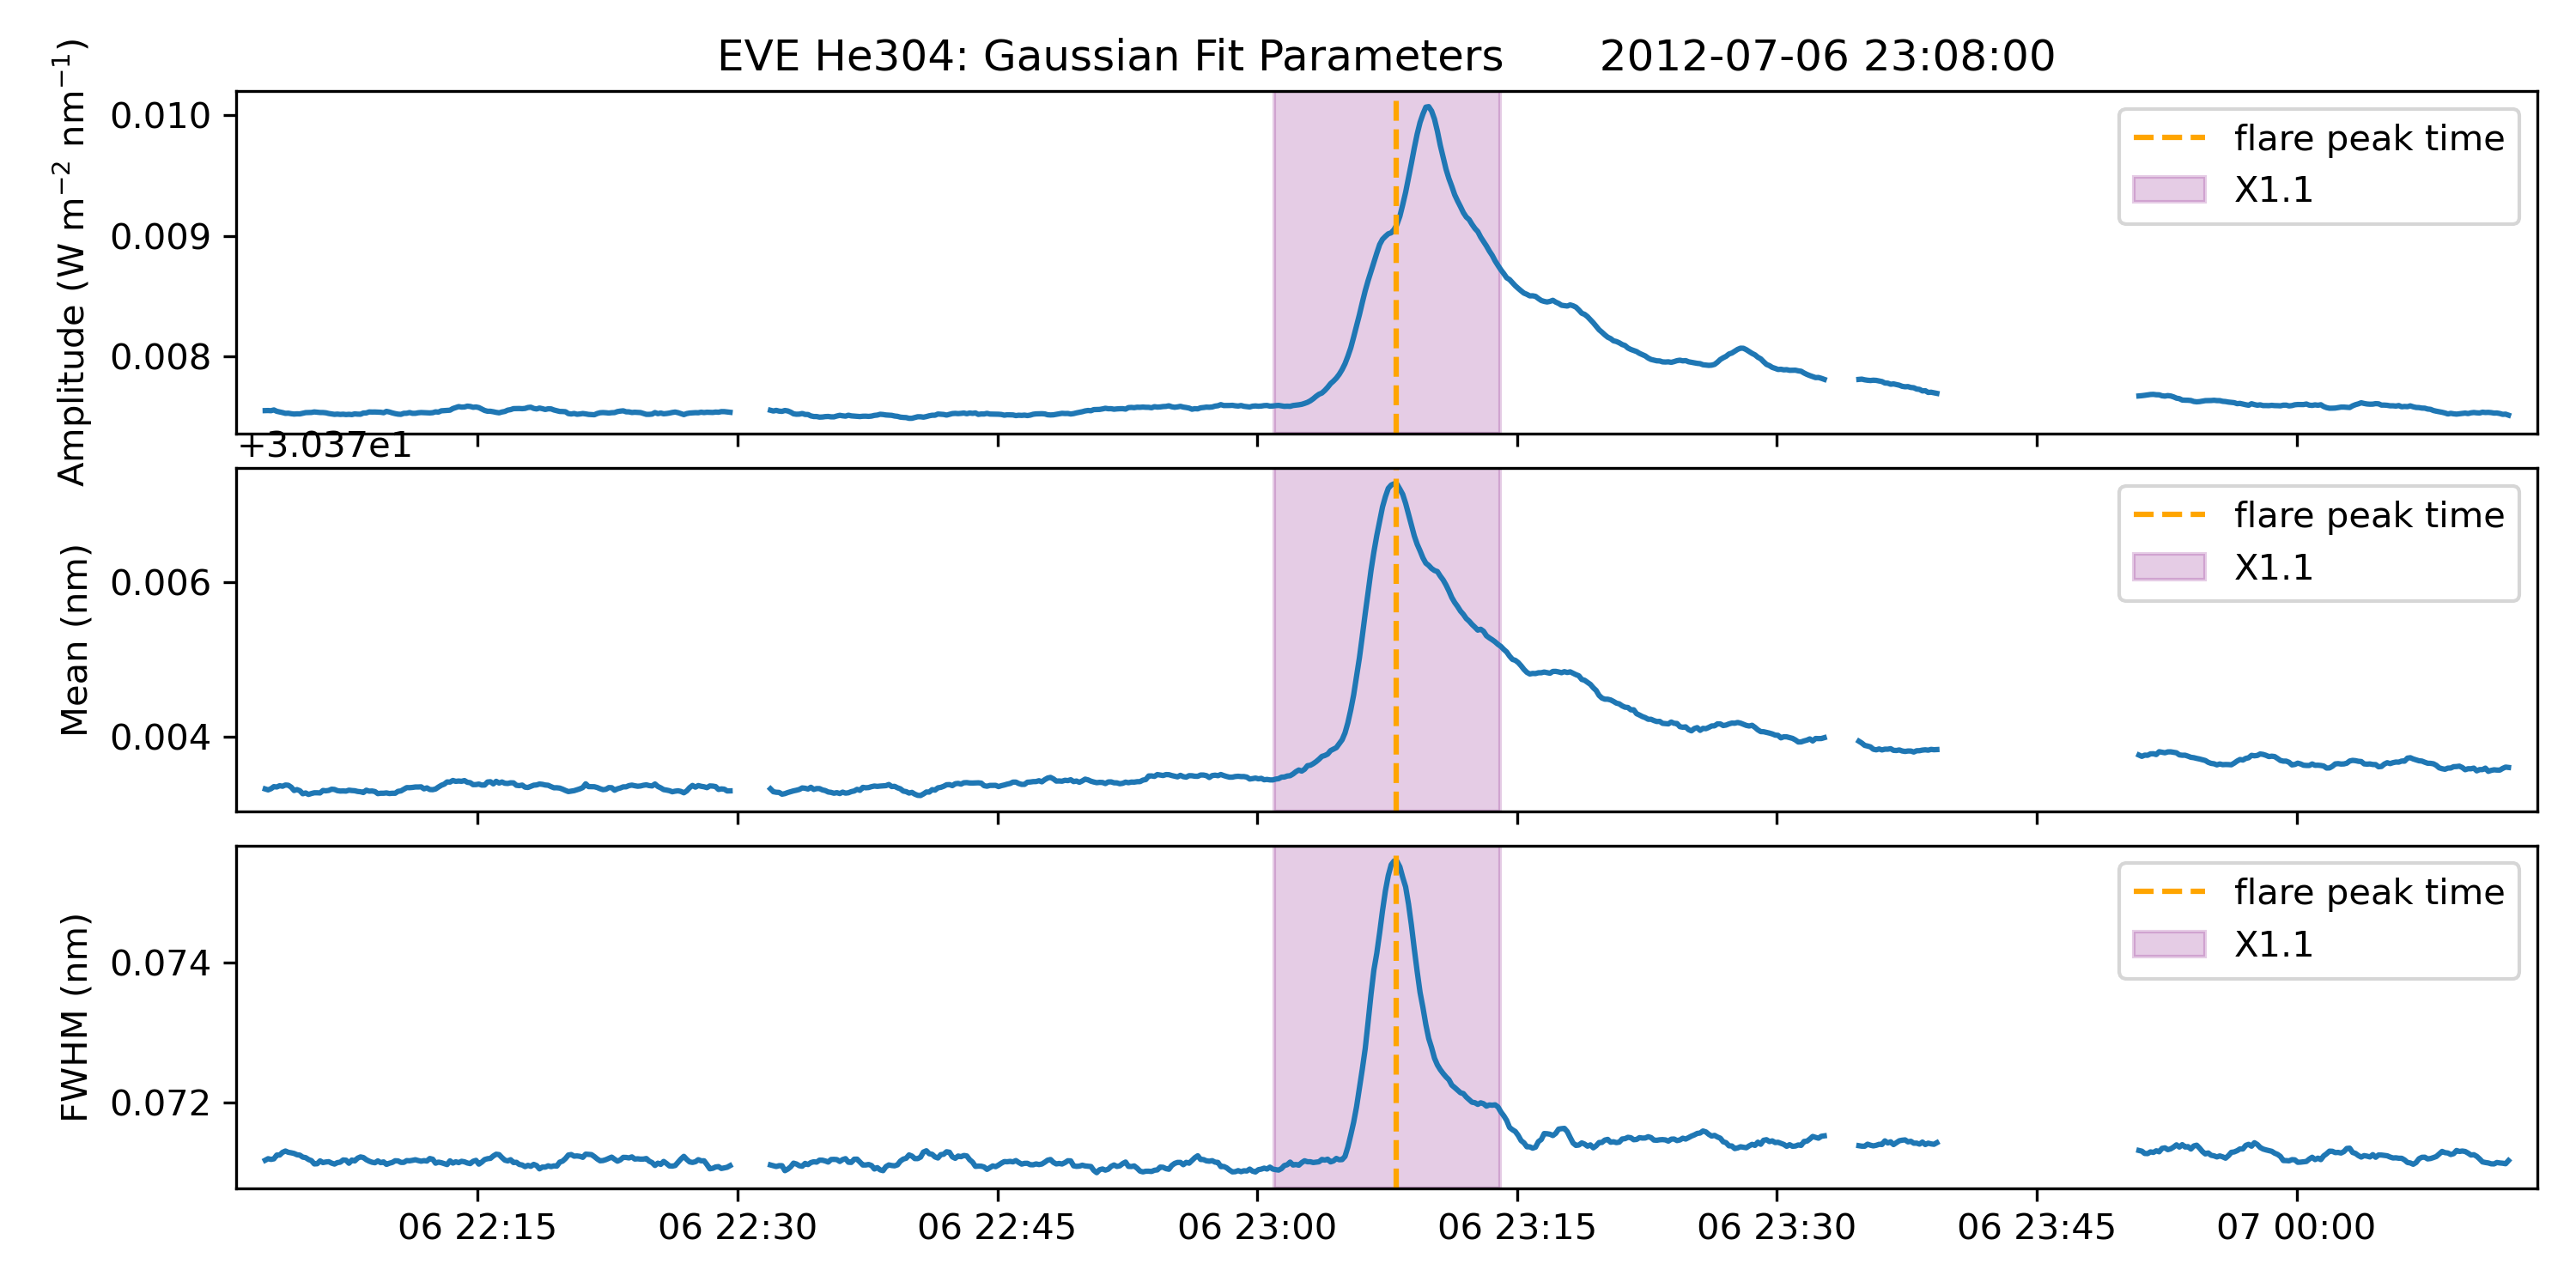 EVE He304: Gaussian Fit Parameters 2012-07-06 23:08:00
Amplitude (W m⁻² nm⁻¹)
0.010
0.009
0.008
flare peak time
X1.1
+3.037e1
Mean (nm)
0.006
0.004
flare peak time
X1.1
FWHM (nm)
0.074
0.072
flare peak time
X1.1
06 22:15 06 22:30 06 22:45 06 23:00 06 23:15 06 23:30 06 23:45 07 00:00